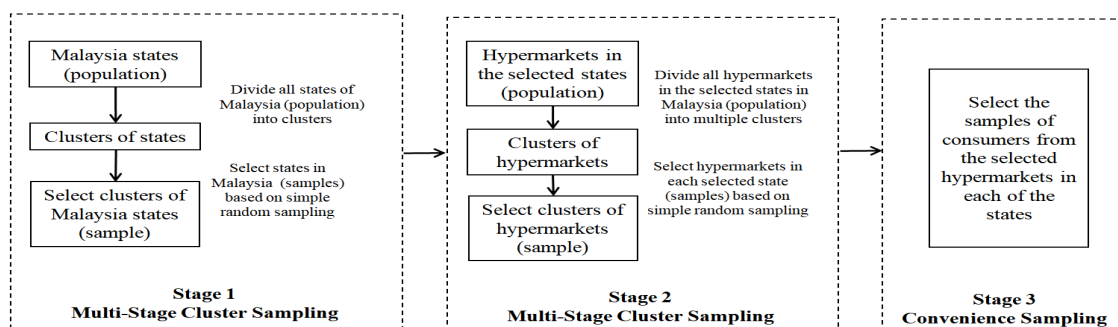 Malaysia states
(population)
Divide all states of
Malaysia (population)
into clusters
Clusters of states
Select states in
Malaysia (samples)
based on simple
random sampling
Select clusters of
Malaysia states
(sample)
Stage 1
Multi-Stage Cluster Sampling
Hypermarkets in
the selected states
(population)
Divide all hypermarkets
in the selected states in
Malaysia (population)
into multiple clusters
Clusters of
hypermarkets
Select hypermarkets in
each selected state
(samples) based on
simple random sampling
Select clusters of
hypermarkets
(sample)
Stage 2
Multi-Stage Cluster Sampling
Select the
samples of
consumers from
the selected
hypermarkets in
each of the
states
Stage 3
Convenience Sampling